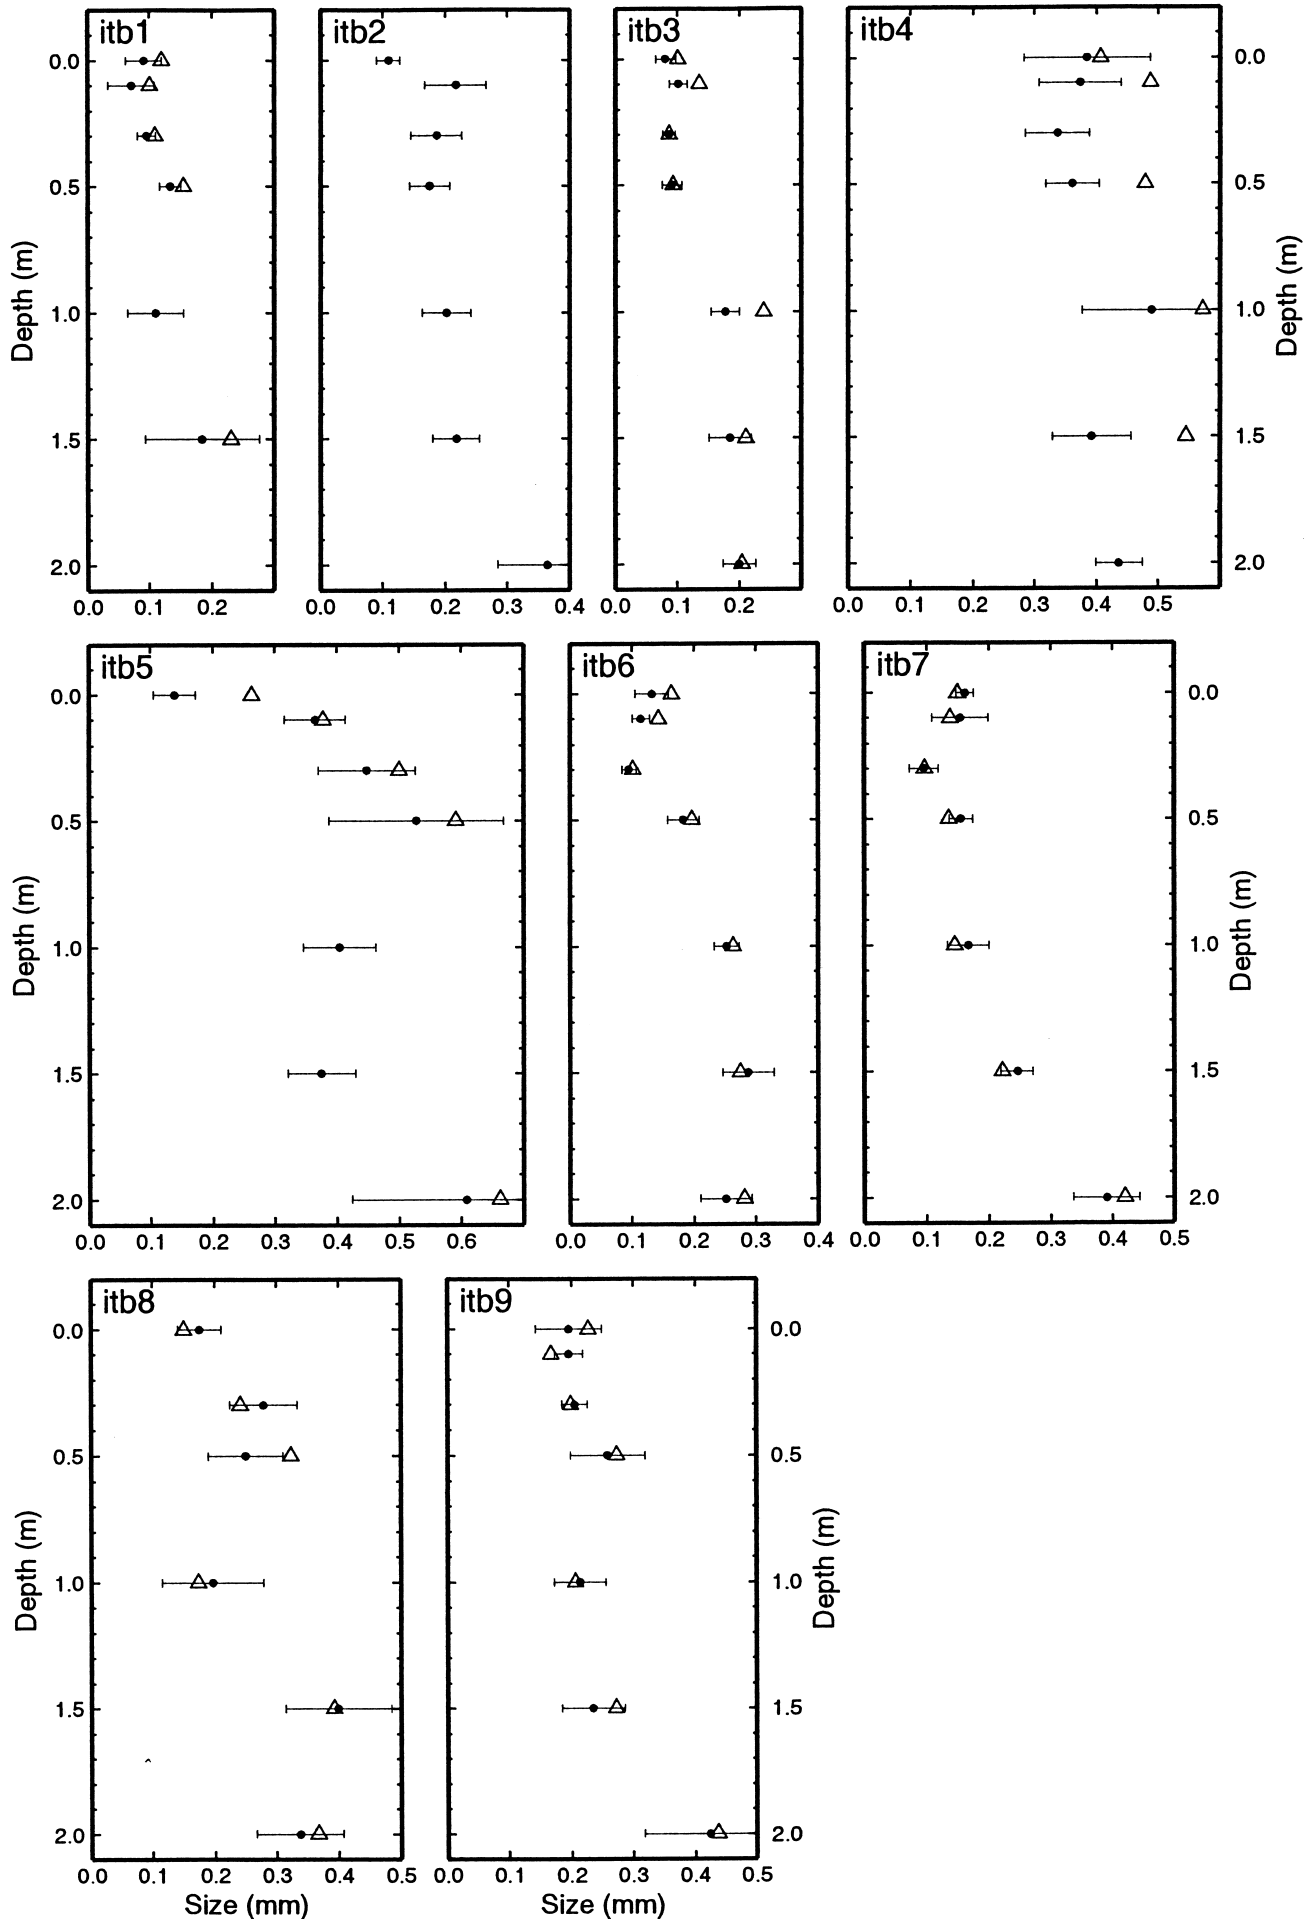 itb1 itb2 itb3 itb4
0.0 0.0
0.5 0.5
Depth (m) Depth (m)
1.0 1.0
1.5 1.5
2.0 2.0
0.0 0.1 0.2 0.0 0.1 0.2 0.3 0.4 0.0 0.1 0.2 0.0 0.1 0.2 0.3 0.4 0.5
itb5 itb6 itb7
0.0 0.0
0.5 0.5
Depth (m) Depth (m)
1.0 1.0
1.5 1.5
2.0 2.0
0.0 0.1 0.2 0.3 0.4 0.5 0.6 0.0 0.1 0.2 0.3 0.4 0.0 0.1 0.2 0.3 0.4 0.5
itb8 itb9
0.0 0.0
0.5 0.5
Depth (m) Depth (m)
1.0 1.0
1.5 1.5
2.0 2.0
0.0 0.1 0.2 0.3 0.4 0.5 0.0 0.1 0.2 0.3 0.4 0.5
Size (mm) Size (mm)